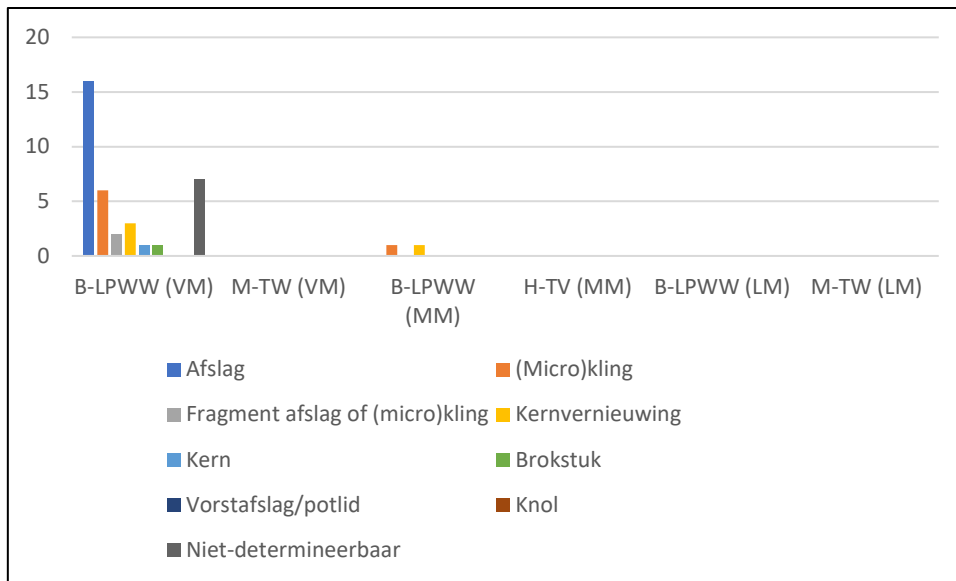 20
15
10
5
0
B-LPWW (VM) M-TW (VM) B-LPWW H-TV (MM) B-LPWW (LM) M-TW (LM)
(MM)
Afslag (Micro)kling
Fragment afslag of (micro)kling Kernvernieuwing
Kern Brokstuk
Vorstafslag/potlid Knol
Niet-determineerbaar